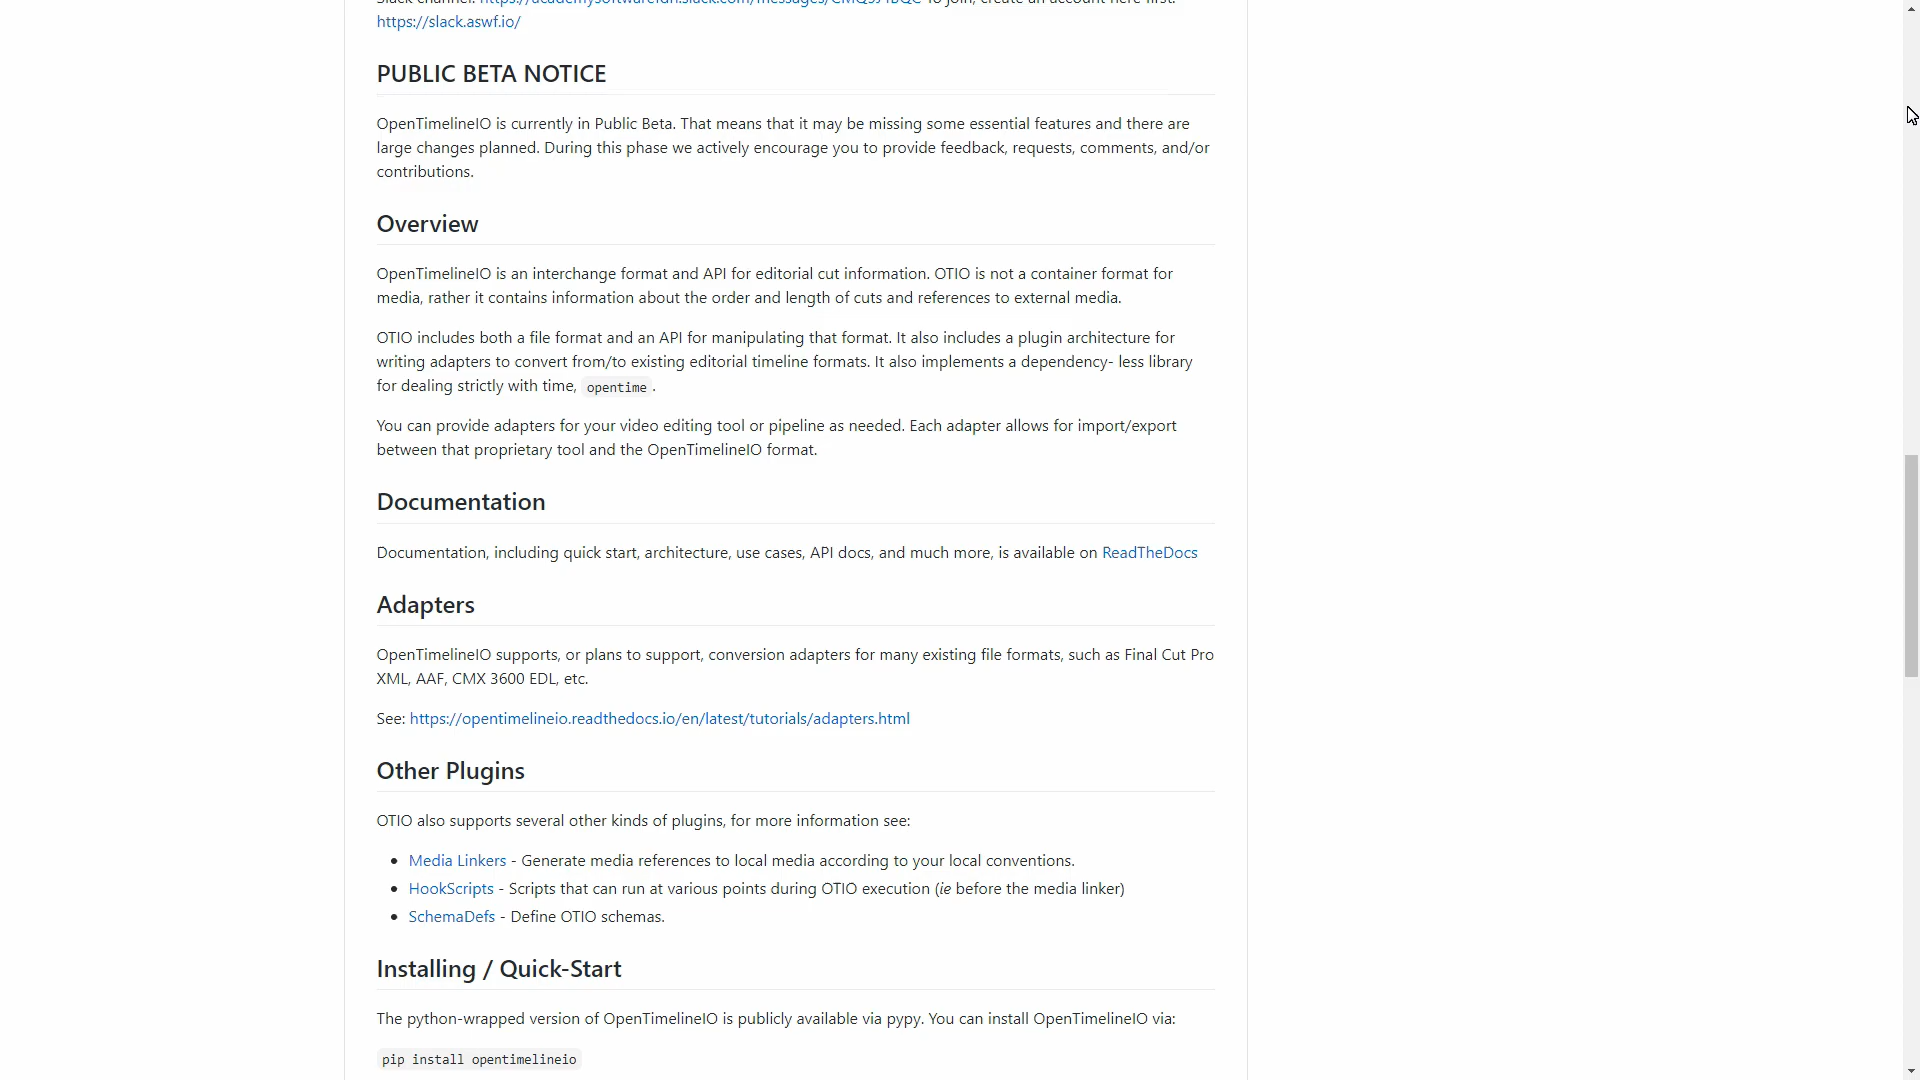 https://slack.aswf.io/
PUBLIC BETA NOTICE
OpenTimelineIO is currently in Public Beta. That means that it may be missing some essential features and there are
large changes planned. During this phase we actively encourage you to provide feedback, requests, comments, and/or
contributions.
Overview
OpenTimelineIO is an interchange format and API for editorial cut information. OTIO is not a container format for
media, rather it contains information about the order and length of cuts and references to external media.
OTIO includes both a file format and an API for manipulating that format. It also includes a plugin architecture for
writing adapters to convert from/to existing editorial timeline formats. It also implements a dependency- less library
for dealing strictly with time, opentime.
You can provide adapters for your video editing tool or pipeline as needed. Each adapter allows for import/export
between that proprietary tool and the OpenTimelineIO format.
Documentation
Documentation, including quick start, architecture, use cases, API docs, and much more, is available on ReadTheDocs
Adapters
OpenTimelineIO supports, or plans to support, conversion adapters for many existing file formats, such as Final Cut Pro
XML, AAF, CMX 3600 EDL, etc.
See: https://opentimelineio.readthedocs.io/en/latest/tutorials/adapters.html
Other Plugins
OTIO also supports several other kinds of plugins, for more information see:
• Media Linkers - Generate media references to local media according to your local conventions.
• HookScripts - Scripts that can run at various points during OTIO execution (ie before the media linker)
• SchemaDefs - Define OTIO schemas.
Installing / Quick-Start
The python-wrapped version of OpenTimelineIO is publicly available via pypy. You can install OpenTimelineIO via:
pip install opentimelineio